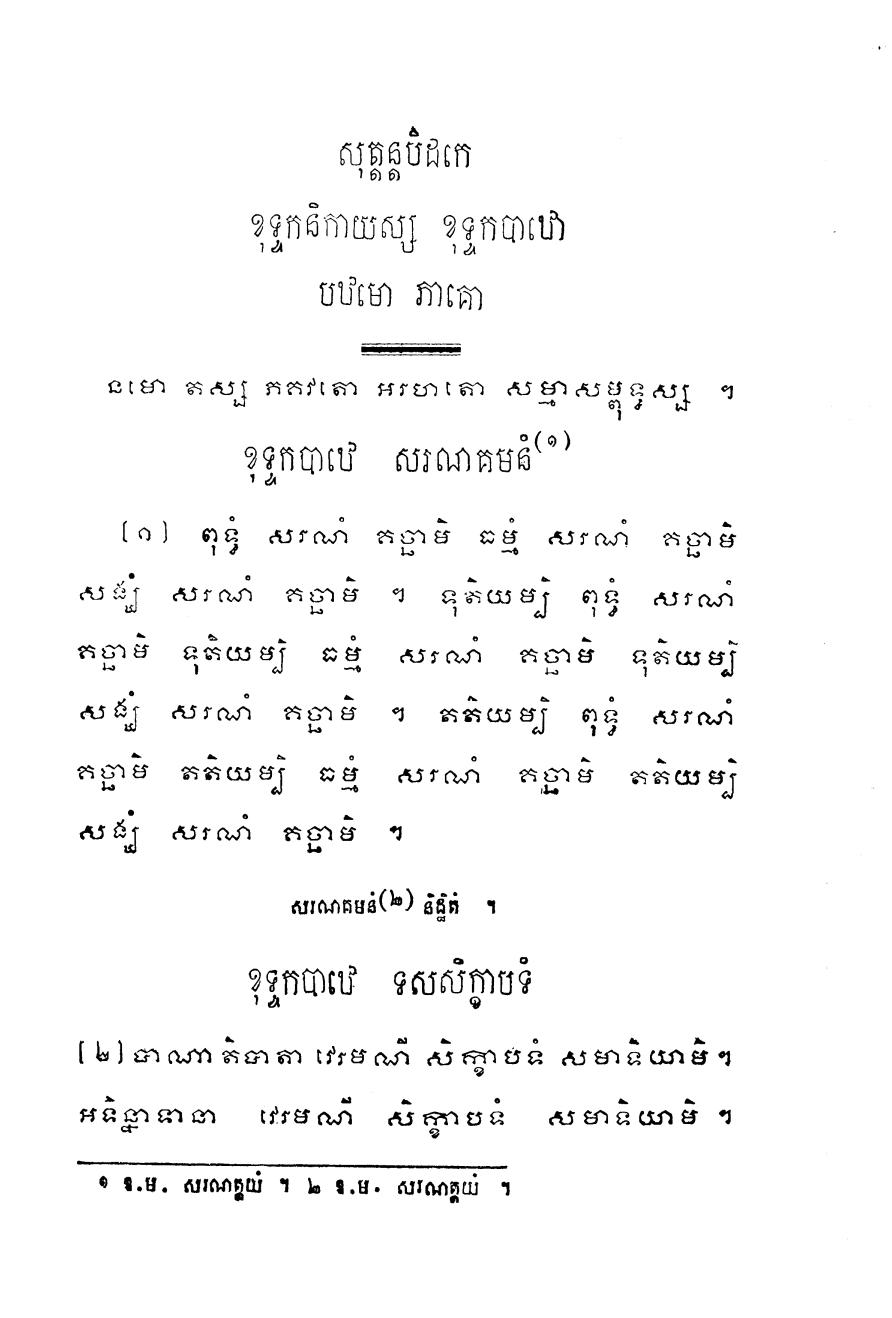 សុត្តន្តបិដកេ
ខុទ្ទកនិកាយស្ស ខុទ្ទកបាឋោ
បឋមោ ភាគោ
នមោ តស្ស ភគវតោ អរហតោ សម្មាសម្ពុទ្ធស្ស ។
ខុទ្ទកបាឋេ សរណគមនំ(១)
[១] ពុទ្ធំ សរណំ គច្ឆាមិ ធម្មំ សរណំ គច្ឆាមិ
សង្ឃំ សរណំ គច្ឆាមិ ។ ទុតិយម្បិ ពុទ្ធំ សរណំ
គច្ឆាមិ ទុតិយម្បិ ធម្មំ សរណំ គច្ឆាមិ ទុតិយម្បិ
សង្ឃំ សរណំ គច្ឆាមិ ។ តតិយម្បិ ពុទ្ធំ សរណំ
គច្ឆាមិ តតិយម្បិ ធម្មំ សរណំ គច្ឆាមិ តតិយម្បិ
សង្ឃំ សរណំ គច្ឆាមិ ។
សរណគមនំ(២) និដ្ឋិតំ ។
ខុទ្ទកបាឋេ ទសសិក្ខាបទំ
[២] បាណាតិបាតា វេរមណី សិក្ខាបទំ សមាទិយាមិ ។
អទិន្នាទានា វេរមណី សិក្ខាបទំ សមាទិយាមិ ។
១ ឱ.ម. សរណត្តយំ ។ ២ ឱ.ម. សរណត្តយំ ។